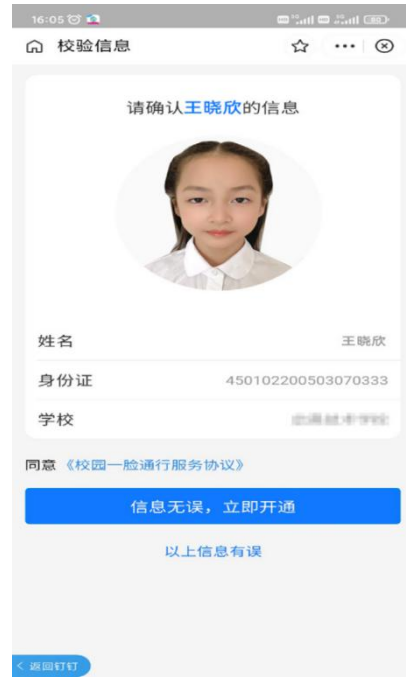 16:05
校验信息
请确认王晓欣的信息
姓名 王晓欣
身份证 450102200503070333
学校
同意《校园一脸通行服务协议》
信息无误，立即开通
以上信息有误
< 返回钉钉